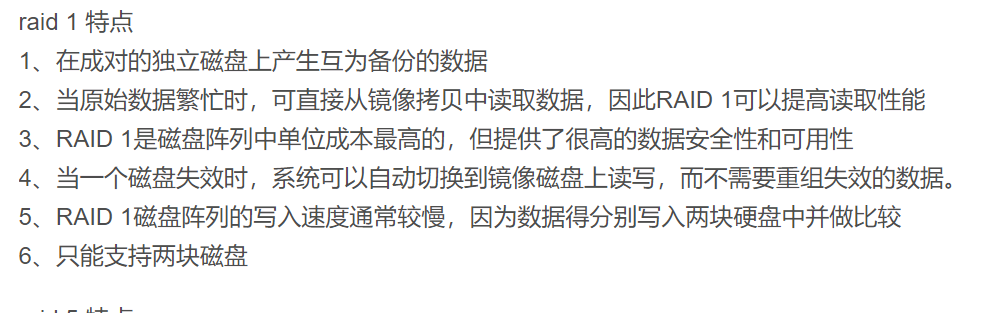 raid 1 特点
1、在成对的独立磁盘上产生互为备份的数据
2、当原始数据繁忙时，可直接从镜像拷贝中读取数据，因此RAID 1可以提高读取性能
3、RAID 1是磁盘阵列中单位成本最高的，但提供了很高的数据安全性和可用性
4、当一个磁盘失效时，系统可以自动切换到镜像磁盘上读写，而不需要重组失效的数据。
5、RAID 1磁盘阵列的写入速度通常较慢，因为数据得分别写入两块硬盘中并做比较
6、只能支持两块磁盘